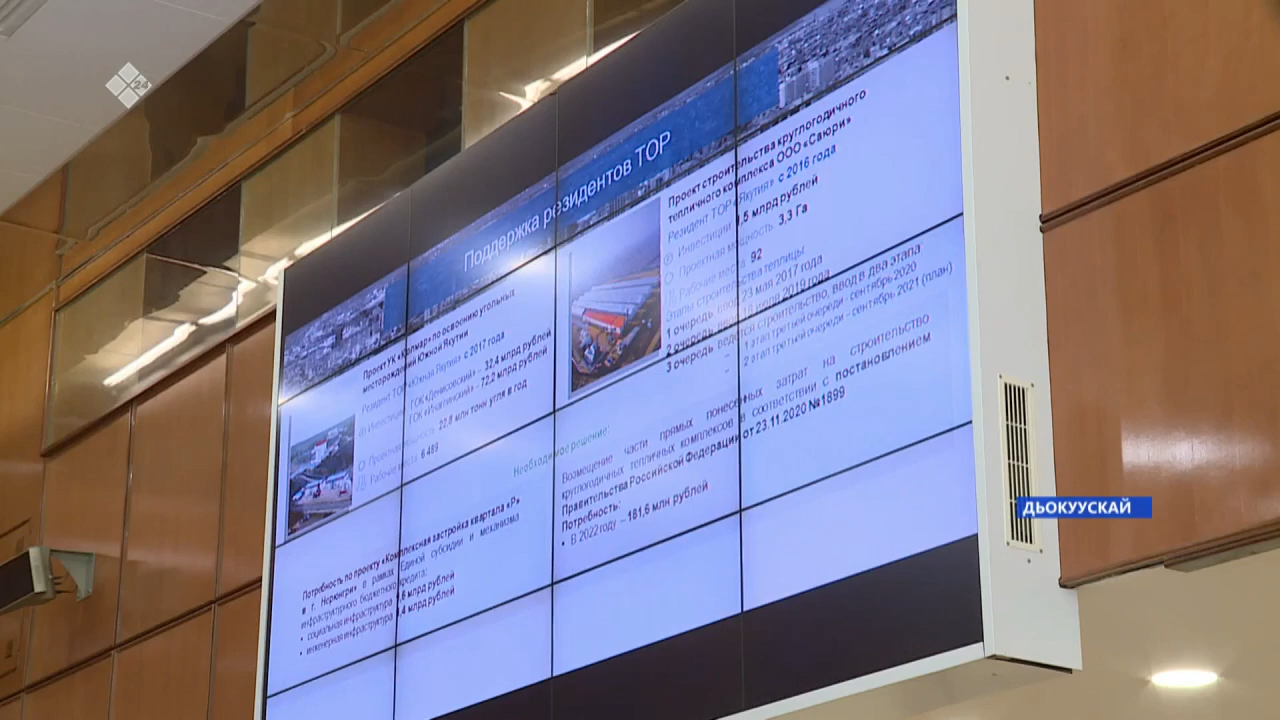 24
Поддержка резидентов ТОР
Проект УК «Колмар» по освоению угольных
месторождений Южной Якутии
Резидент ТОР «Южная Якутия» с 2017 года
Инвестиции: ГОК «Денисовский» – 32,4 млрд рублей
ГОК «Инаглинский» – 72,2 млрд рублей
Проектная мощность: 22,8 млн тонн угля в год
Рабочие места: 6 489
Потребность по проекту «Комплексная застройка квартала «Р»
в г. Нерюнгри» в рамках Единой субсидии и механизма
инфраструктурного бюджетного кредита:
• социальная инфраструктура ,6 млрд рублей
• инженерная инфраструктура ,4 млрд рублей
Проект строительства круглогодичного
тепличного комплекса ООО «Саюри»
Резидент ТОР «Якутия» с 2016 года
Инвестиции: 1,5 млрд рублей
Проектная мощность: 3,3 Га
Рабочие места: 92
Этапы строительства теплицы
1 очередь, ввод 23 мая 2017 года
2 очередь, ввод 18 июля 2019 года
3 очередь ведется строительство, ввод в два этапа:
- 1 этап третьей очереди - сентябрь 2020
- 2 этап третьей очереди – сентябрь 2021 (план)
Необходимое решение:
Возмещение части прямых понесенных затрат на строительство
круглогодичных тепличных комплексов в соответствии с постановлением
Правительства Российской Федерации от 23.11.2020 №1899
Потребность:
• В 2022 году – 181,6 млн рублей
ДЬОКУУСКАЙ